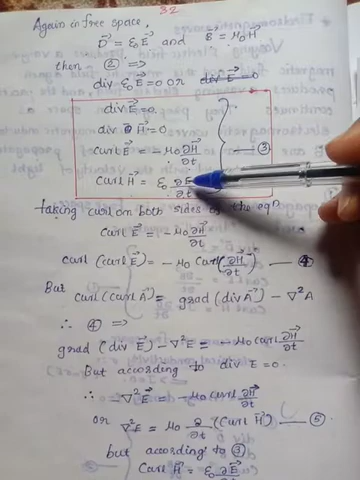 32
Again in free space,
D⃗ = ε₀E⃗ and B⃗ = μ₀H⃗
then ② ⇒
div ε₀E⃗ = 0 or div E⃗ = 0
div E⃗ = 0.
div H⃗ = 0
curl E⃗ = - μ₀ ∂H⃗/∂t —— ③
curl H⃗ = ε₀ ∂E⃗/∂t
taking curl on both sides of the eqn
curl E⃗ = - μ₀ ∂H⃗/∂t
curl (curl E⃗) = - μ₀ curl (∂H⃗/∂t) —— ④
But curl (curl A⃗) = grad (div A⃗) - ∇²A
∴ ④ ⇒
grad (div E⃗) - ∇²E = - μ₀ curl ∂H⃗/∂t
But according to div E = 0.
∴ - ∇²E⃗ = - μ₀ curl ∂H⃗/∂t
or ∇²E = μ₀ ∂/∂t (curl H⃗) —— ⑤
but according to ③
Curl H⃗ = ε₀ ∂E⃗/∂t